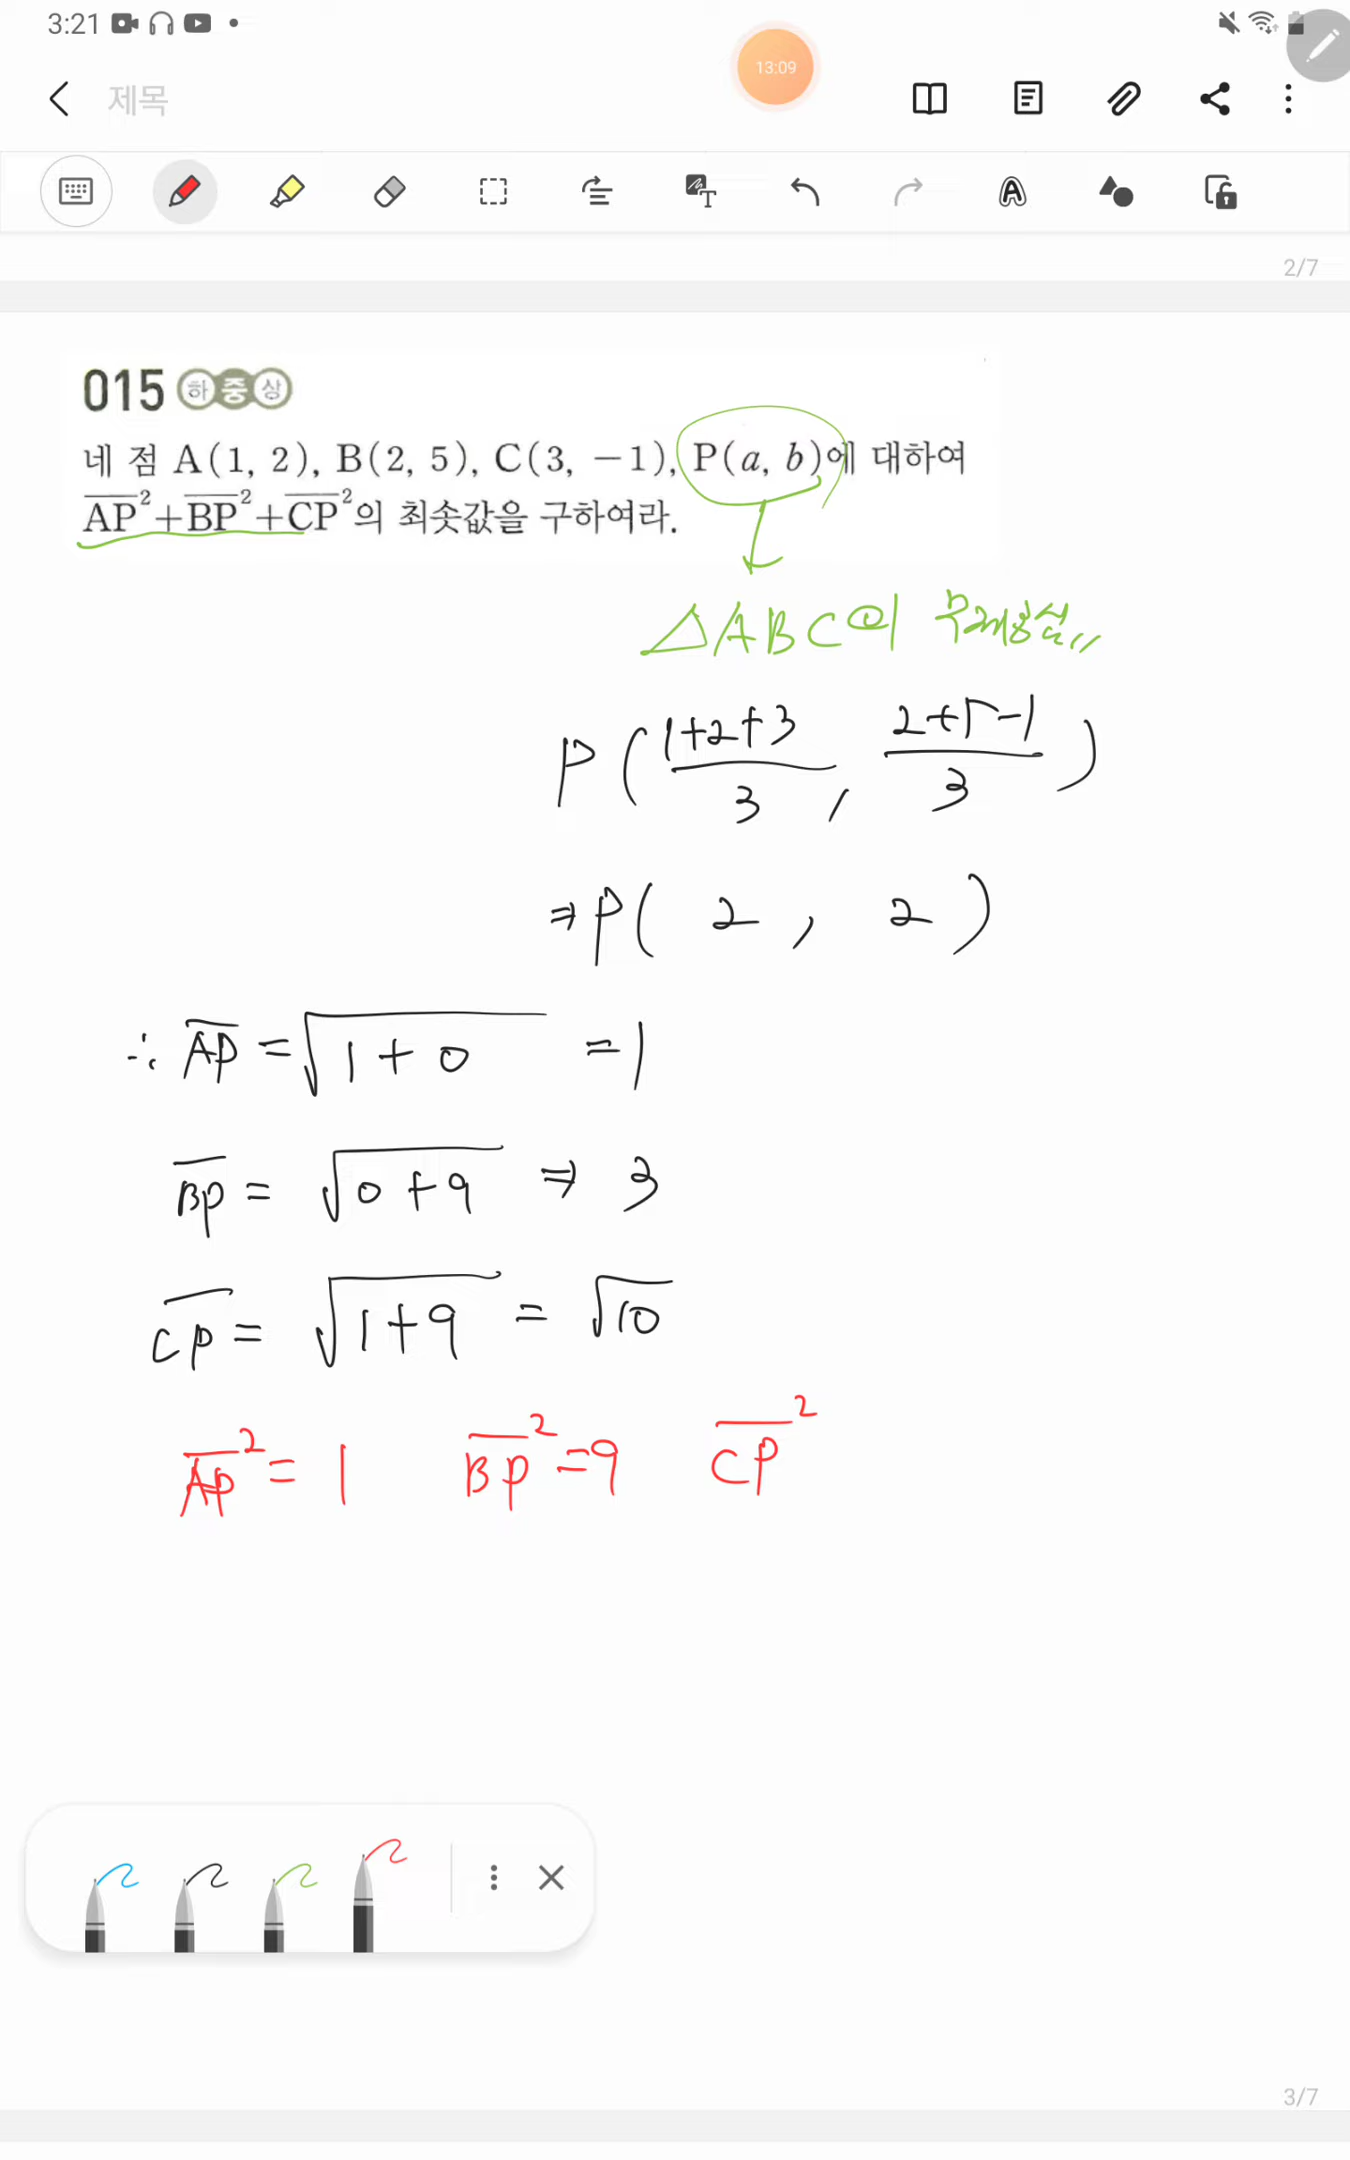 3:21
13:09
제목
2/7
015 하 중 상
네 점 A(1, 2), B(2, 5), C(3, −1), P(a, b)에 대하여
AP²+BP²+CP²의 최솟값을 구하여라.
△ABC의 무게중심
P(1+2+3/3, 2+5-1/3)
⇒P( 2 , 2 )
∴ AP = √1+0 = 1
BP = √0+9 ⇒ 3
CP = √1+9 = √10
AP² = 1 BP² = 9 CP²
3/7